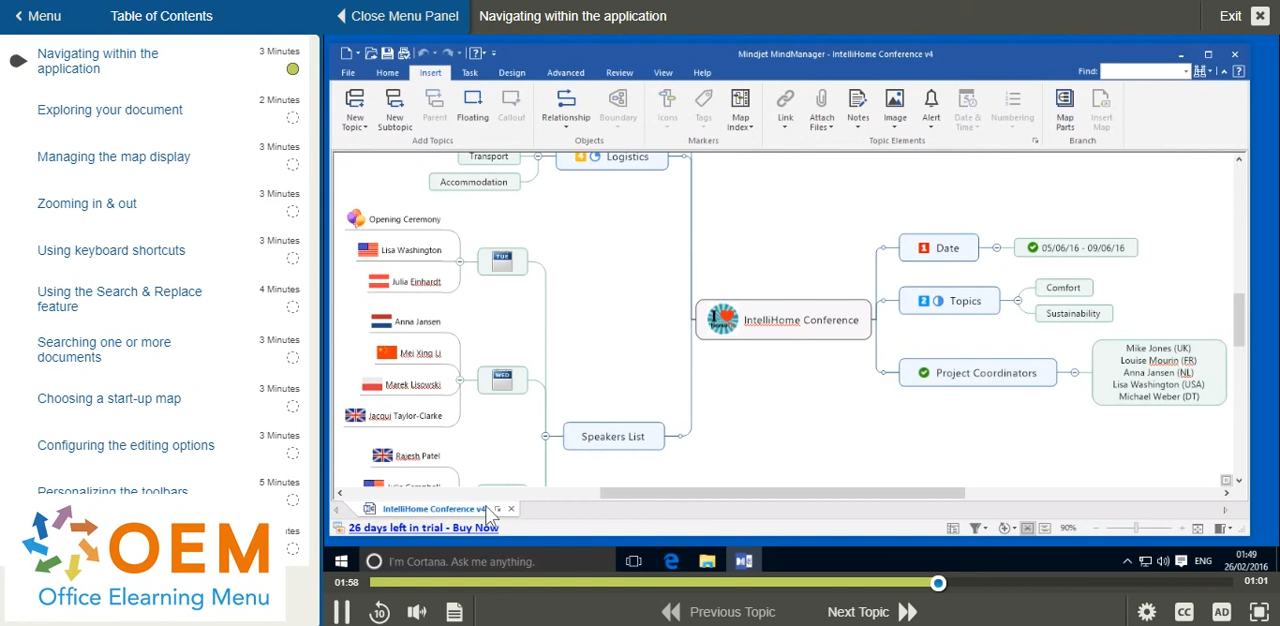 Menu
Table of Contents
Close Menu Panel
Navigating within the application
Exit
Navigating within the
application
3 Minutes
Exploring your document
2 Minutes
Managing the map display
3 Minutes
Zooming in & out
3 Minutes
Using keyboard shortcuts
3 Minutes
Using the Search & Replace
feature
4 Minutes
Searching one or more
documents
3 Minutes
Choosing a start-up map
3 Minutes
Configuring the editing options
3 Minutes
Personalizing the toolbars
5 Minutes
OEM
Office Elearning Menu
Mindjet MindManager - IntelliHome Conference v4
File
Home
Insert
Task
Design
Advanced
Review
View
Help
Find:
New
Topic
New
Subtopic
Parent
Floating
Callout
Relationship
Boundary
Icons
Tags
Map
Index
Link
Attach
Files
Notes
Image
Alert
Date &
Time
Numbering
Map
Parts
Insert
Map
Add Topics
Objects
Markers
Topic Elements
Branch
Transport
Accommodation
4 Logistics
Opening Ceremony
Lisa Washington
Julia Einhardt
TUE
Anna Jansen
Mei Xing Li
Marek Lisowski
Jacqui Taylor-Clarke
WED
Rajesh Patel
Julia Campbell
Speakers List
IntelliHome Conference
1 Date
05/06/16 - 09/06/16
2 Topics
Comfort
Sustainability
Project Coordinators
Mike Jones (UK)
Louise Mourin (FR)
Anna Jansen (NL)
Lisa Washington (USA)
Michael Weber (DT)
IntelliHome Conference v4
26 days left in trial - Buy Now
90%
I'm Cortana. Ask me anything.
ENG
01:49
26/02/2016
01:58
01:01
10
Previous Topic
Next Topic
CC
AD